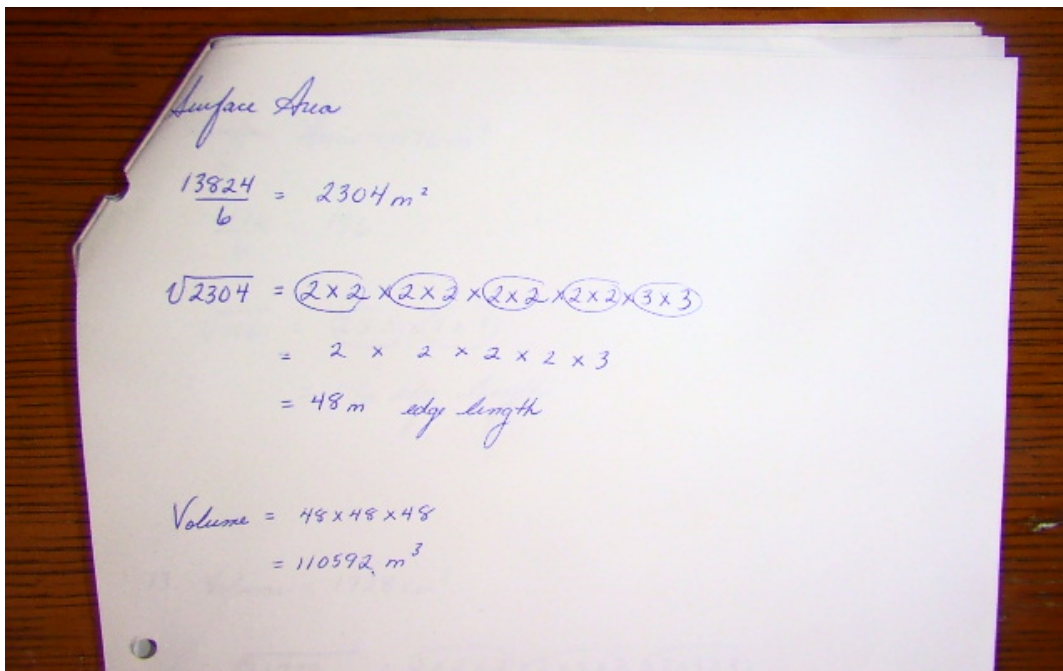 Surface Area
13824/6 = 2304 m²
√2304 = 2 × 2 × 2 × 2 × 2 × 2 × 2 × 2 × 3 × 3
= 2 × 2 × 2 × 2 × 3
= 48 m edge length
Volume = 48 × 48 × 48
= 110592 m³